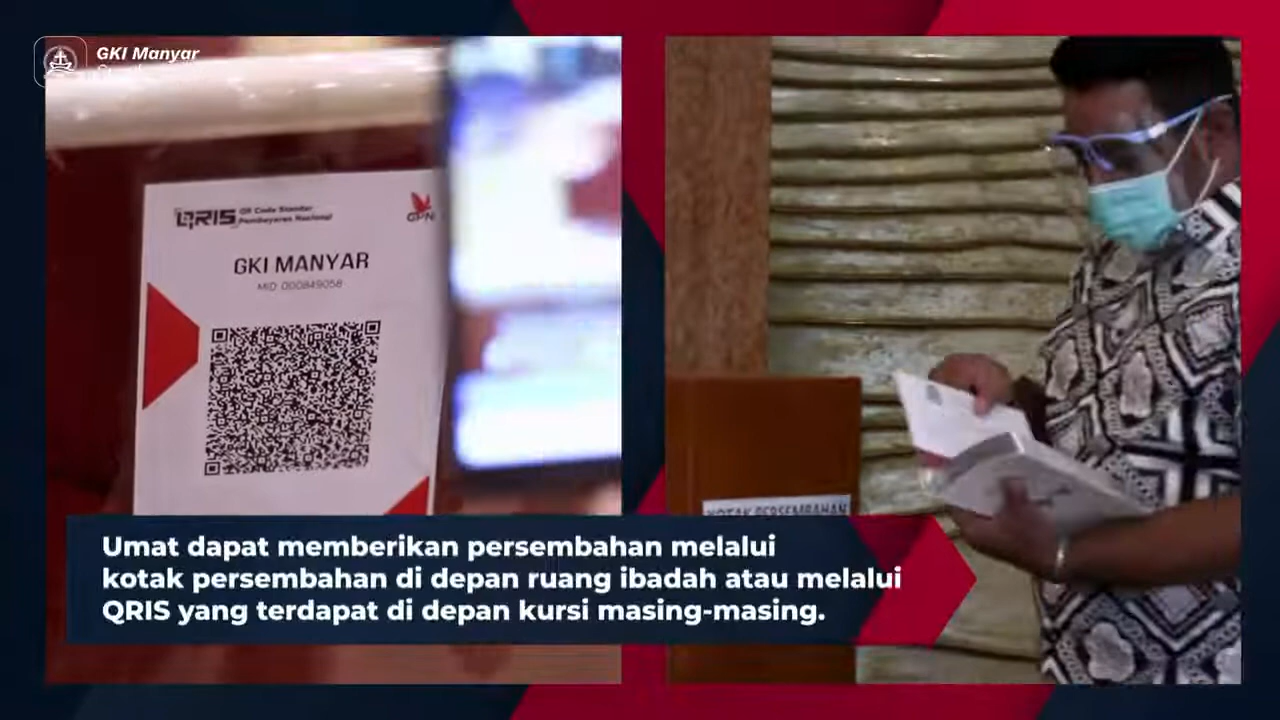 GKI Manyar
QRIS QR Code Standar
Pembayaran Nasional
GPN
GKI MANYAR
MID 000849058
KOTAK PERSEMBAHAN
Umat dapat memberikan persembahan melalui
kotak persembahan di depan ruang ibadah atau melalui
QRIS yang terdapat di depan kursi masing-masing.